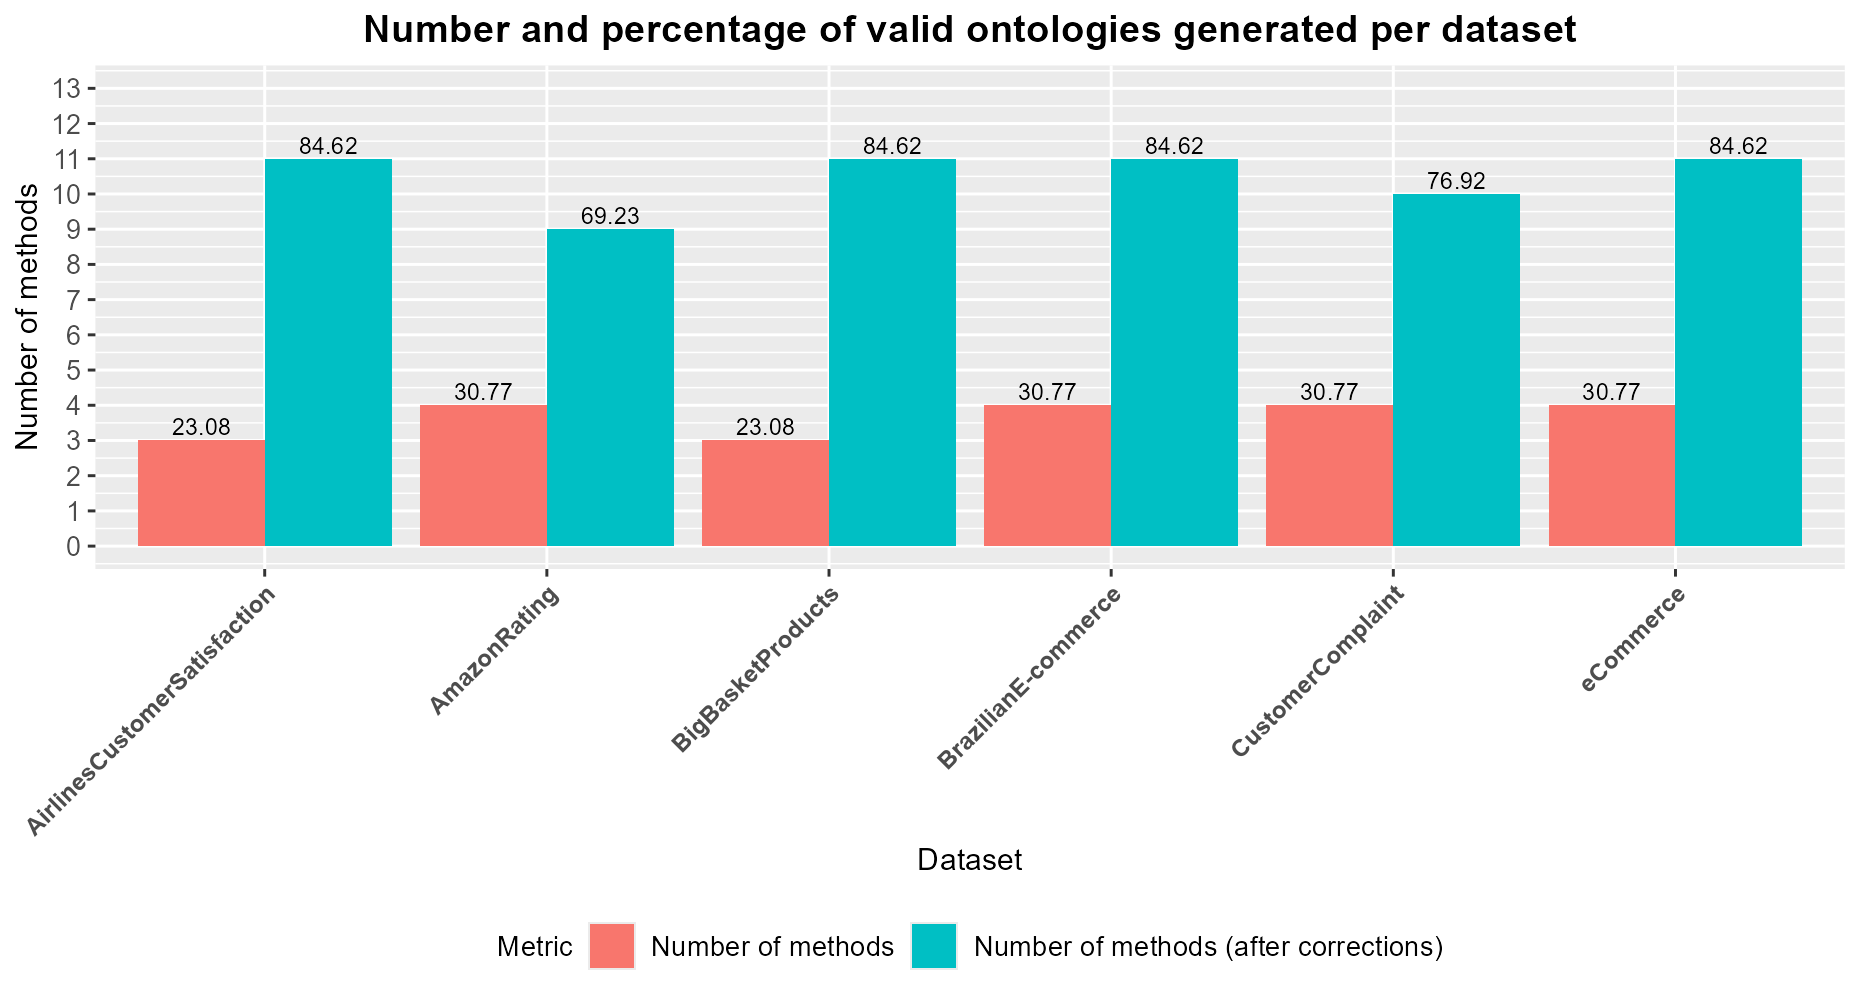 Number and percentage of valid ontologies generated per dataset
Number of methods
13
12
11
10
9
8
7
6
5
4
3
2
1
0
84.62
84.62
84.62
84.62
76.92
69.23
30.77
30.77
30.77
30.77
23.08
23.08
AirlinesCustomerSatisfaction
AmazonRating
BigBasketProducts
BrazilianE-commerce
CustomerComplaint
eCommerce
Dataset
Metric Number of methods Number of methods (after corrections)